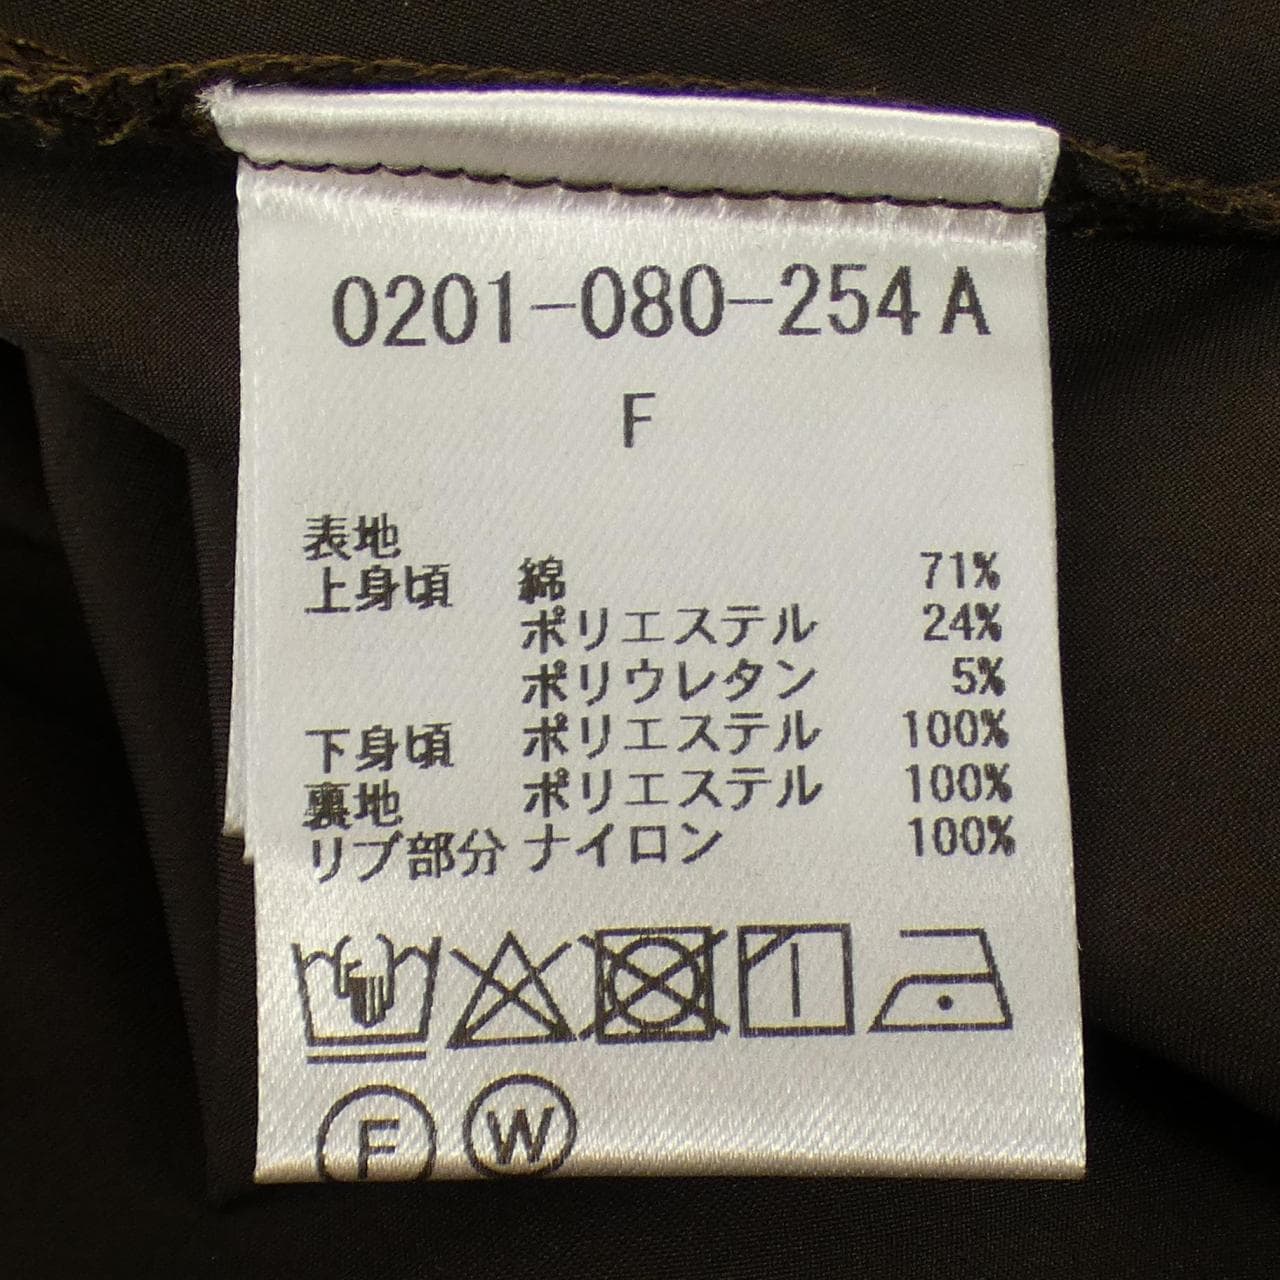 0201-080-254 A
F
表地
上身頃 綿 71%
ポリエステル 24%
ポリウレタン 5%
下身頃 ポリエステル 100%
裏地 ポリエステル 100%
リブ部分 ナイロン 100%
F W